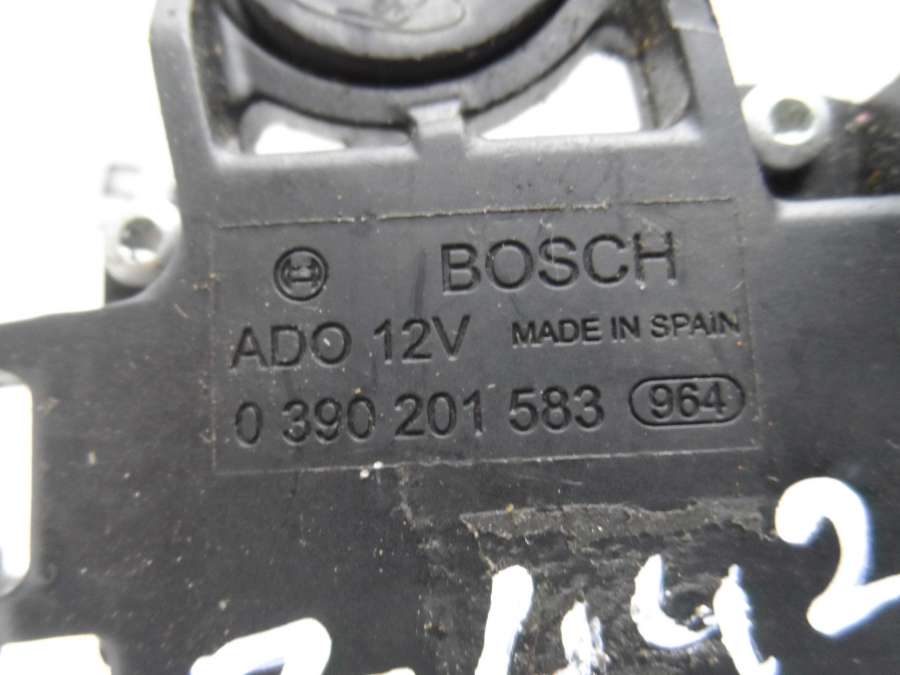 BOSCH
ADO 12V MADE IN SPAIN
0 390 201 583 964